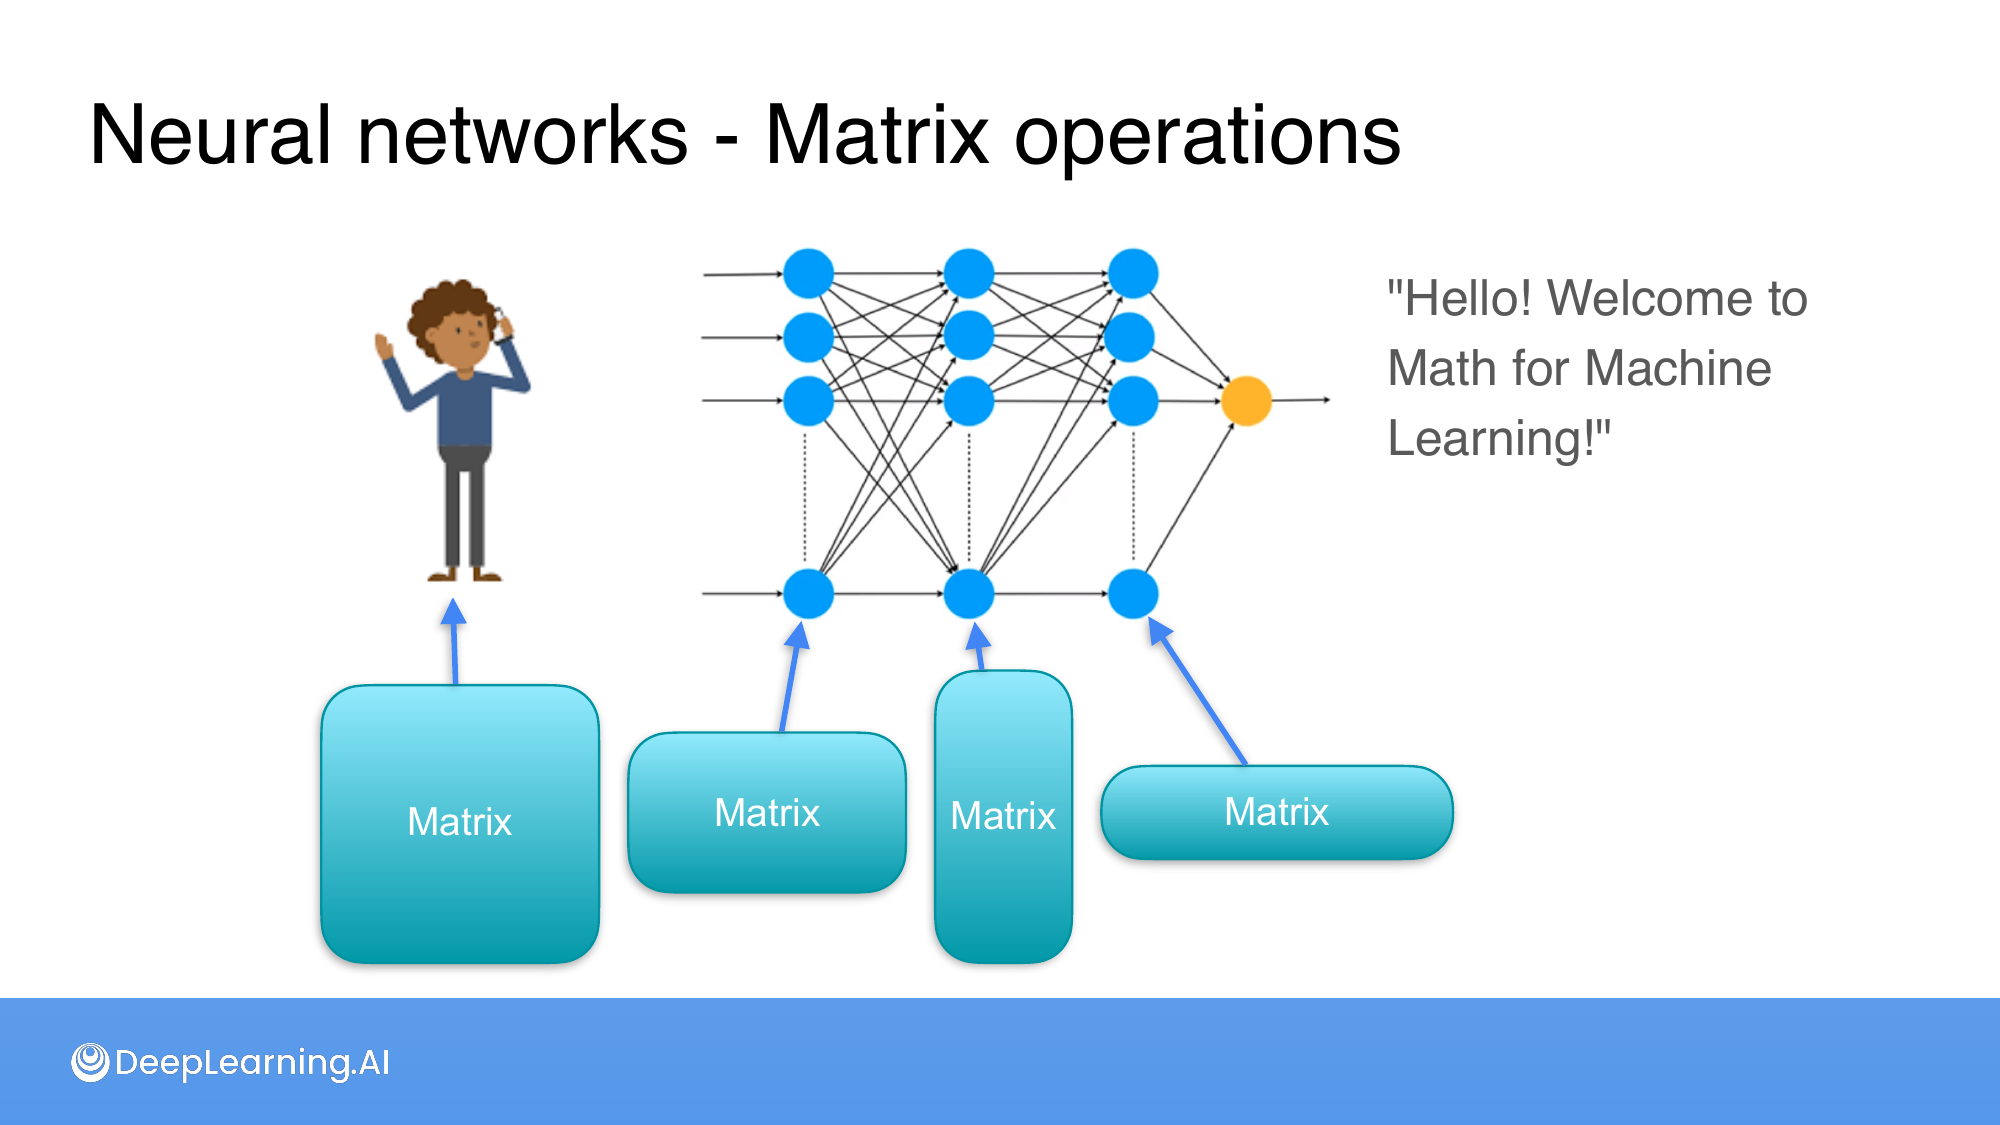 Neural networks - Matrix operations
"Hello! Welcome to
Math for Machine
Learning!"
Matrix
Matrix
Matrix
Matrix
DeepLearning.AI